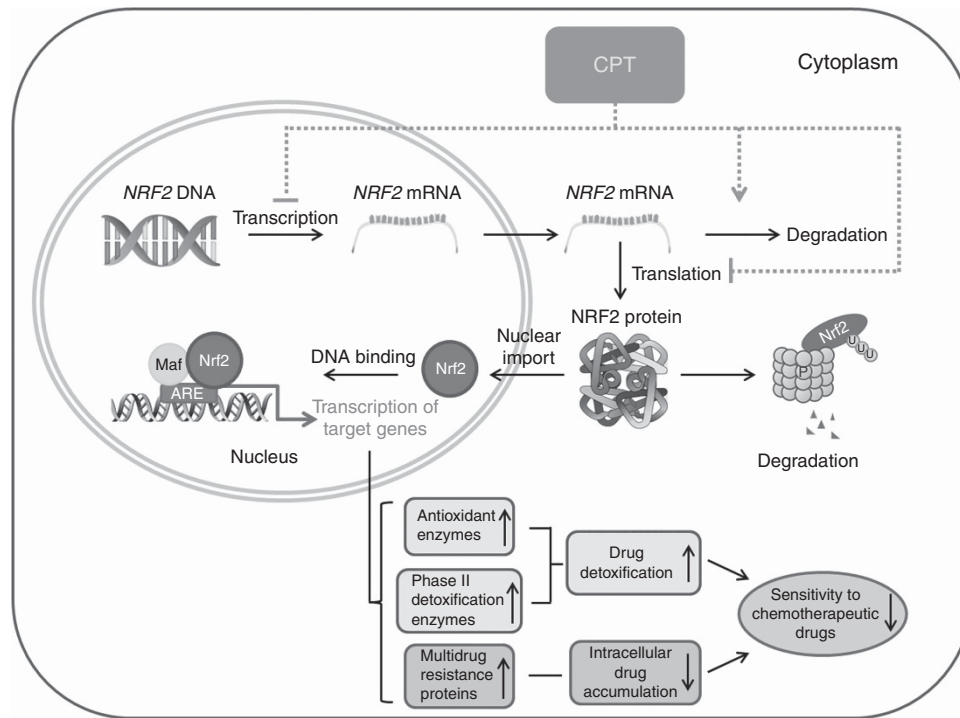 CPT
Cytoplasm
NRF2 DNA
Transcription
NRF2 mRNA
NRF2 mRNA
Degradation
Translation
NRF2 protein
Nuclear
import
DNA binding
Nrf2
Maf
Nrf2
ARE
Transcription of
target genes
Nucleus
Nrf2
U
U
U
P
Degradation
Antioxidant
enzymes
Phase II
detoxification
enzymes
Multidrug
resistance
proteins
Drug
detoxification
Intracellular
drug
accumulation
Sensitivity to
chemotherapeutic
drugs